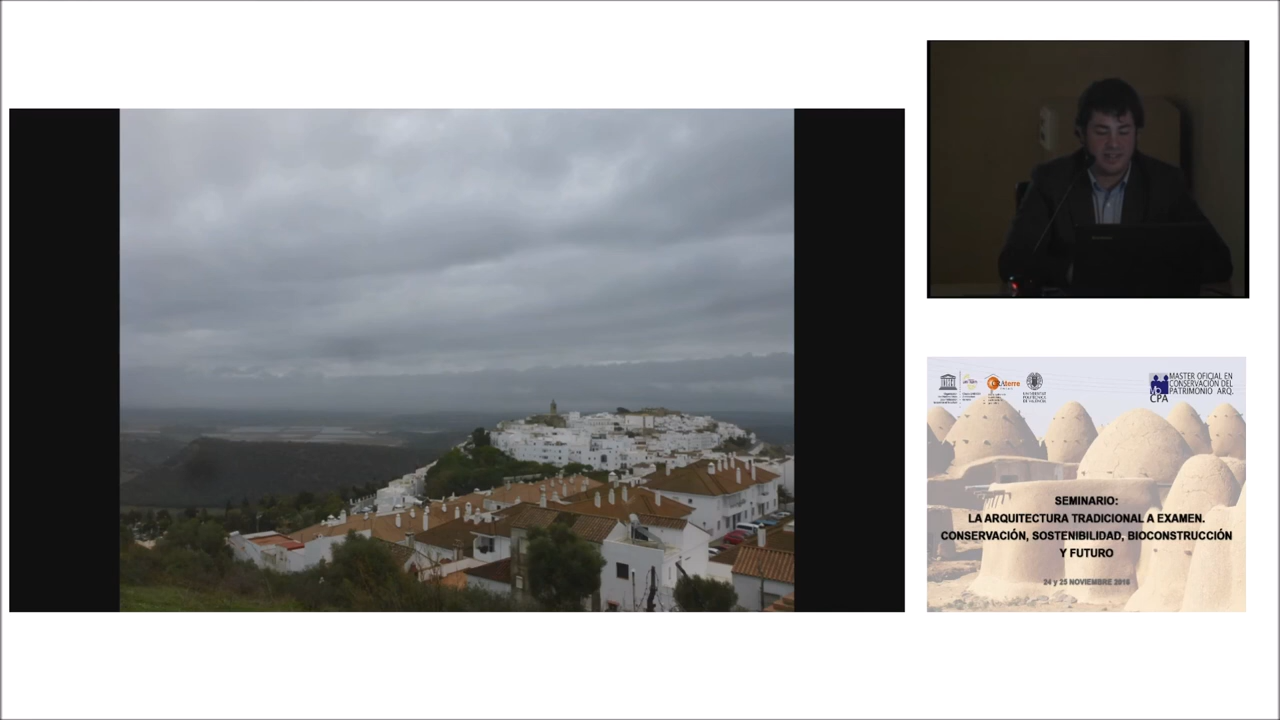 CRAterre
MASTER OFICIAL EN
CONSERVACIÓN DEL
PATRIMONIO ARQ.
CPA
SEMINARIO:
LA ARQUITECTURA TRADICIONAL A EXAMEN.
CONSERVACIÓN, SOSTENIBILIDAD, BIOCONSTRUCCIÓN
Y FUTURO
24 y 25 NOVIEMBRE 2016